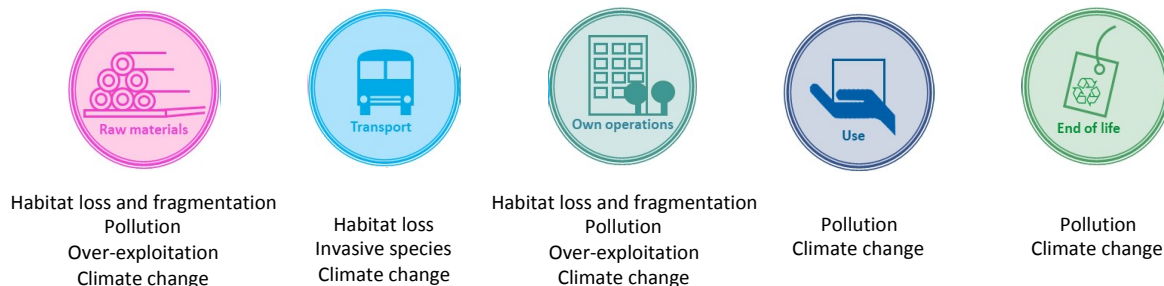 Raw materials
Transport
Own operations
Use
End of life
Habitat loss and fragmentation
Pollution
Over-exploitation
Climate change
Habitat loss
Invasive species
Climate change
Habitat loss and fragmentation
Pollution
Over-exploitation
Climate change
Pollution
Climate change
Pollution
Climate change